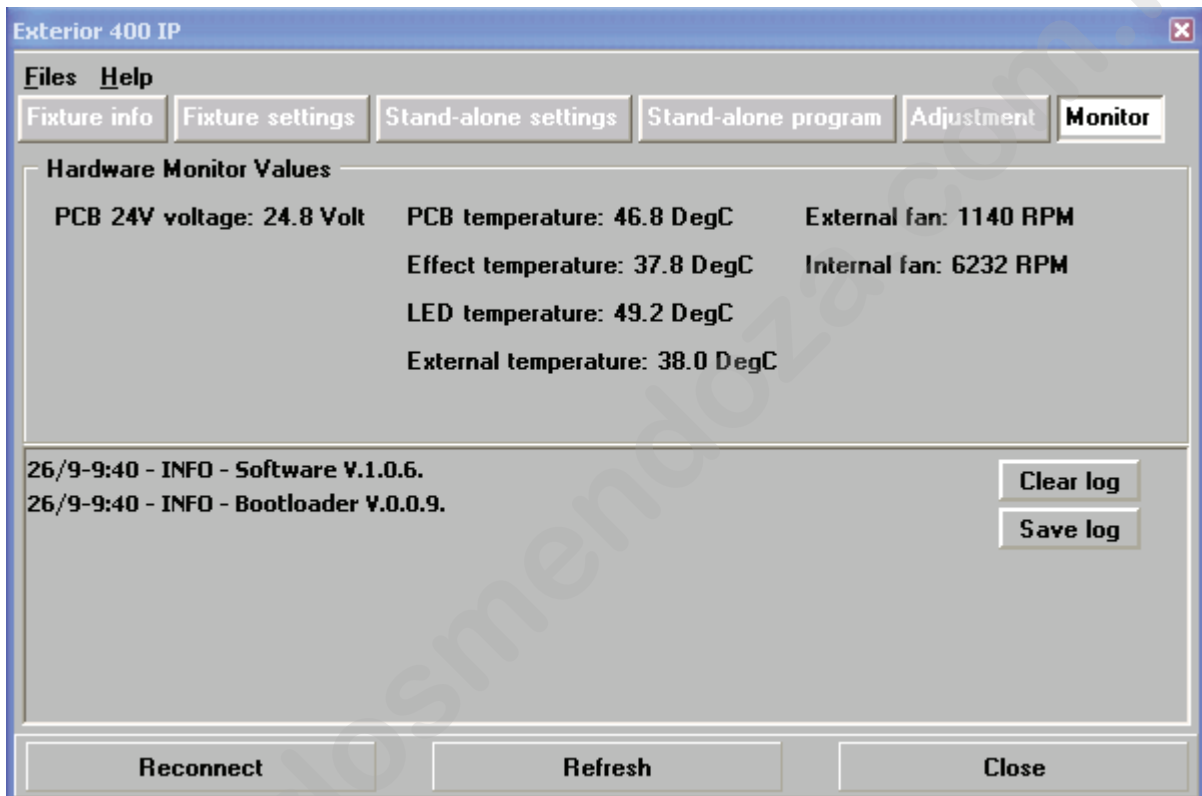 Exterior 400 IP
Files Help
Fixture info Fixture settings Stand-alone settings Stand-alone program Adjustment Monitor
Hardware Monitor Values
PCB 24V voltage: 24.8 Volt PCB temperature: 46.8 DegC External fan: 1140 RPM
Effect temperature: 37.8 DegC Internal fan: 6232 RPM
LED temperature: 49.2 DegC
External temperature: 38.0 DegC
26/9-9:40 - INFO - Software V.1.0.6.
26/9-9:40 - INFO - Bootloader V.0.0.9.
Clear log
Save log
Reconnect Refresh Close
losmendoza.com.